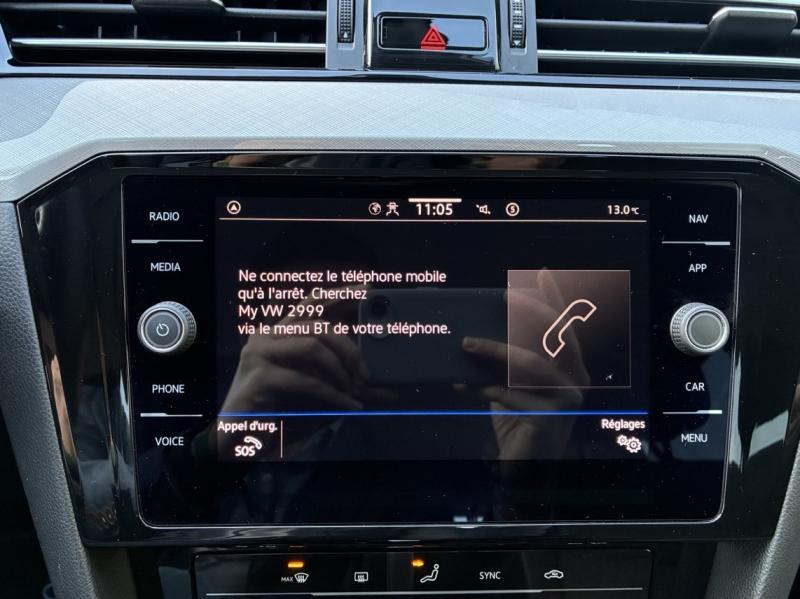 RADIO
MEDIA
PHONE
VOICE
11:05
S
13.0°C
Ne connectez le téléphone mobile
qu'à l'arrêt. Cherchez
My VW 2999
via le menu BT de votre téléphone.
Appel d'urg.
SOS
Réglages
NAV
APP
CAR
MENU
MAX
SYNC